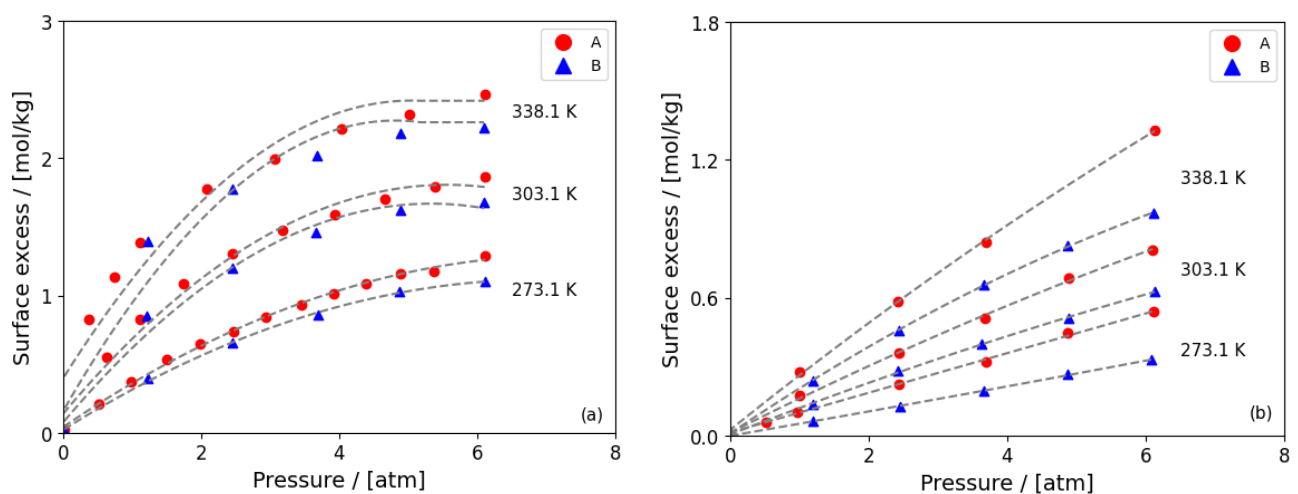 Surface excess / [mol/kg]
3
2
1
0
A
B
338.1 K
303.1 K
273.1 K
(a)
0 2 4 6 8
Pressure / [atm]
Surface excess / [mol/kg]
1.8
1.2
0.6
0.0
A
B
338.1 K
303.1 K
273.1 K
(b)
0 2 4 6 8
Pressure / [atm]